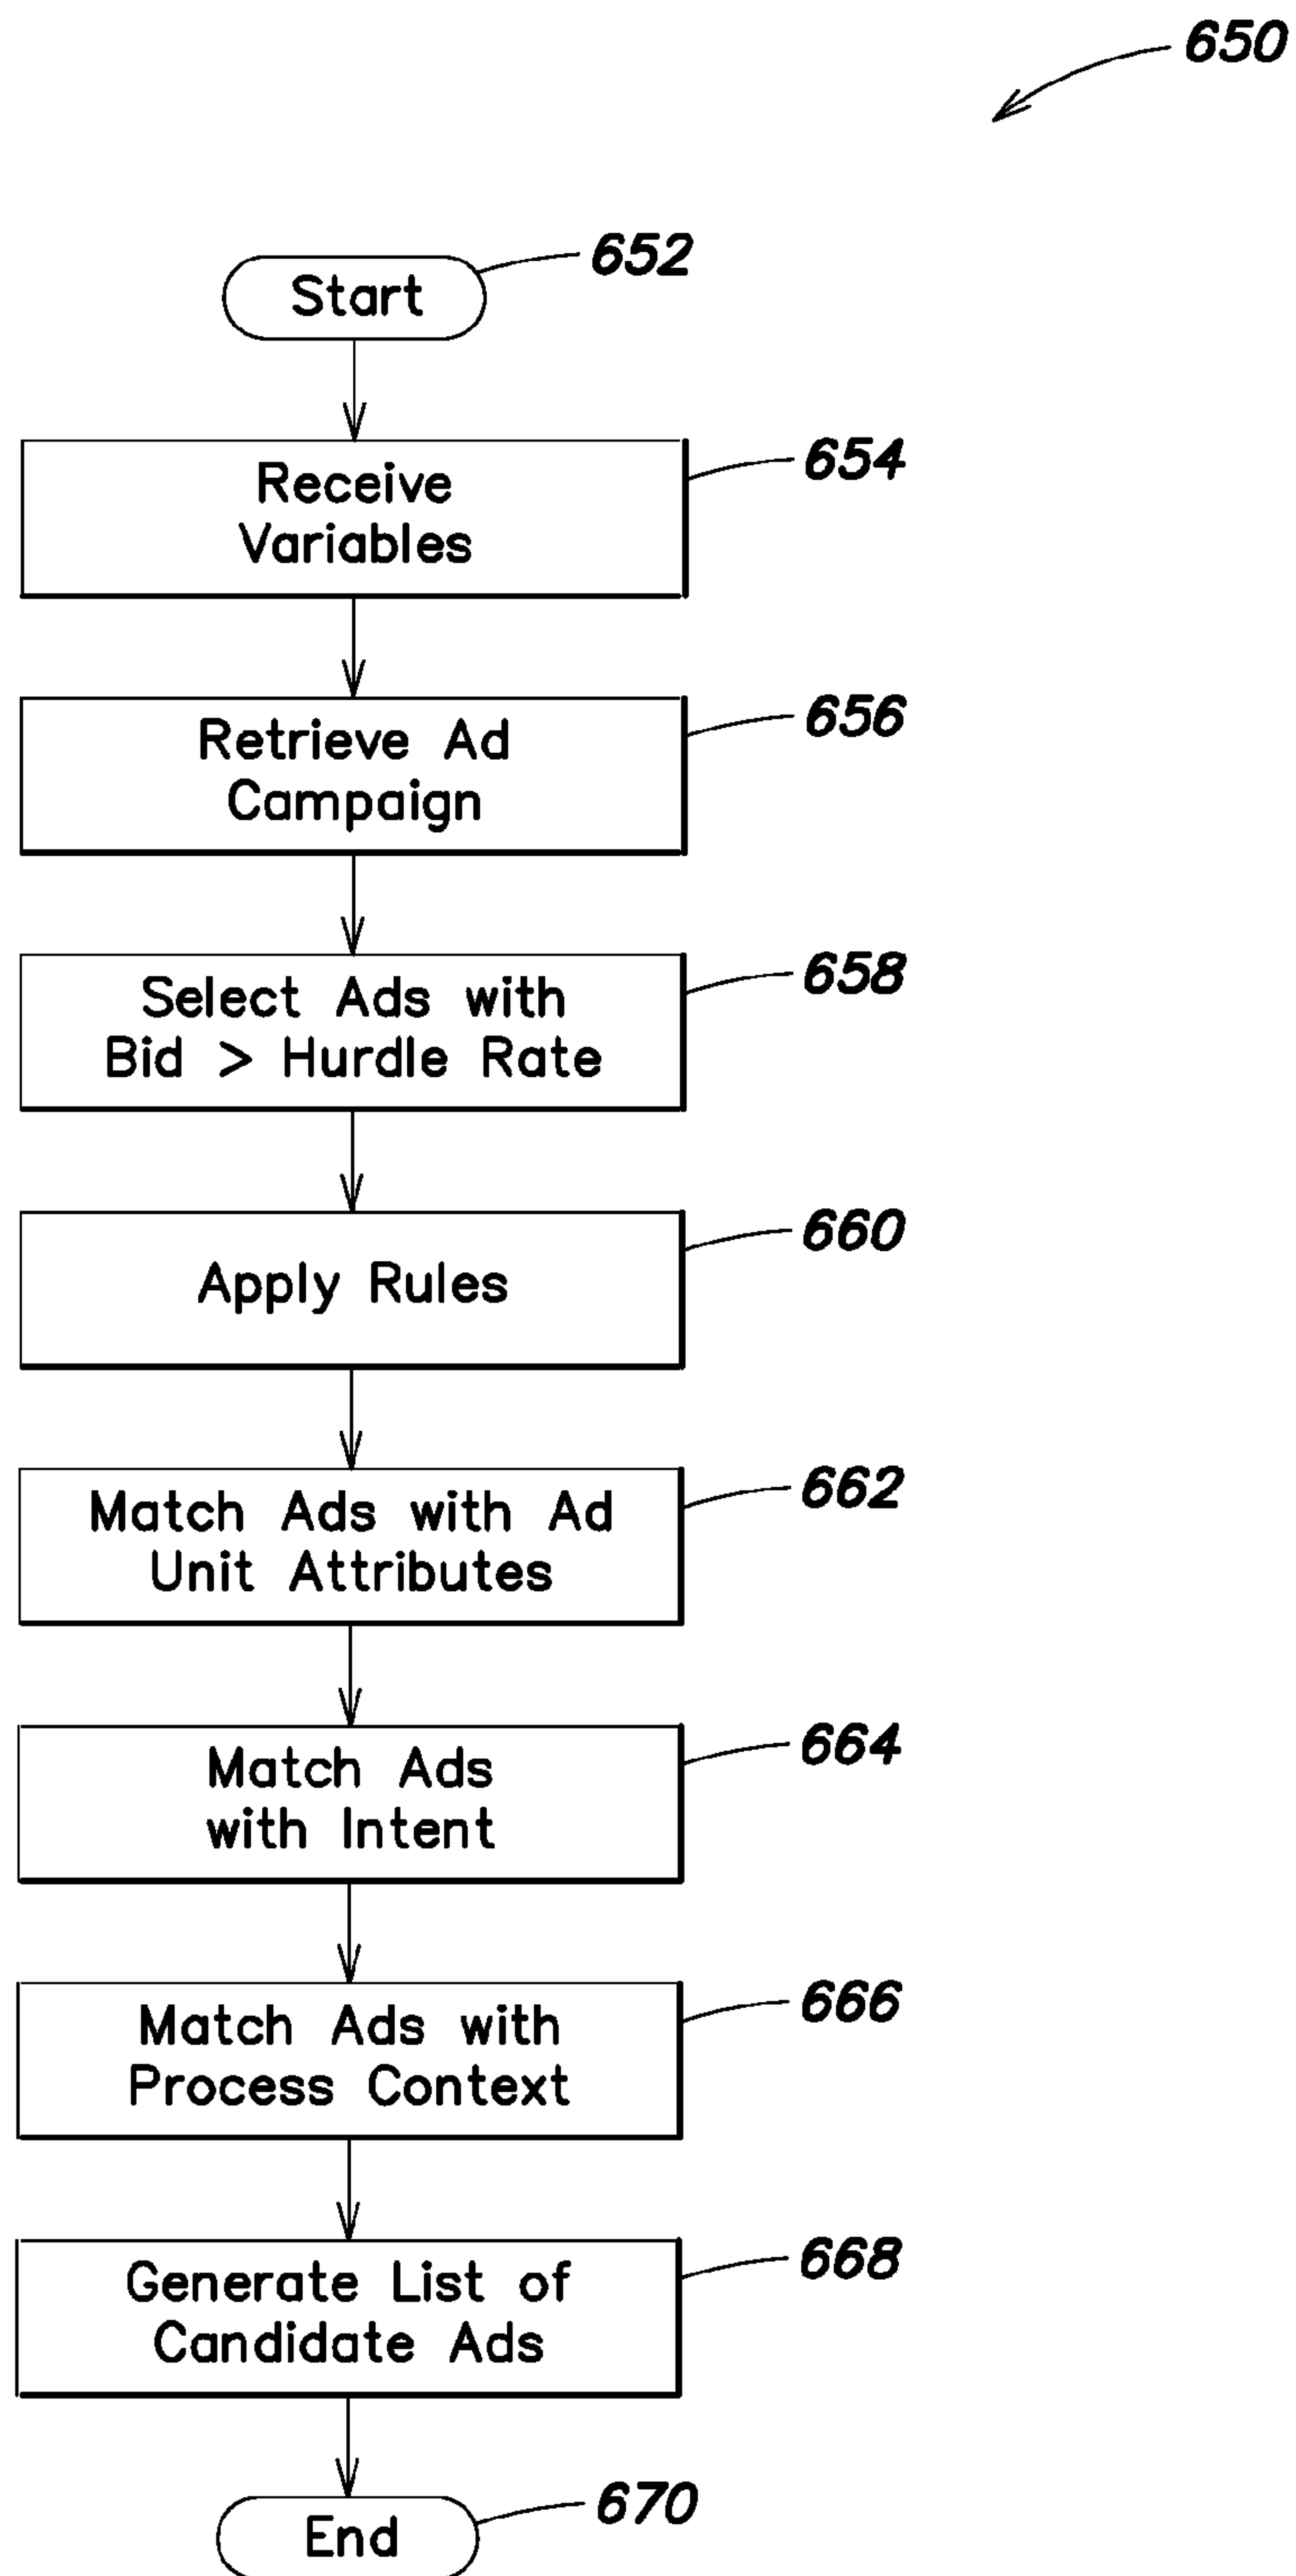 650
652
Start
654
Receive
Variables
656
Retrieve Ad
Campaign
658
Select Ads with
Bid > Hurdle Rate
660
Apply Rules
662
Match Ads with Ad
Unit Attributes
664
Match Ads
with Intent
666
Match Ads with
Process Context
668
Generate List of
Candidate Ads
670
End